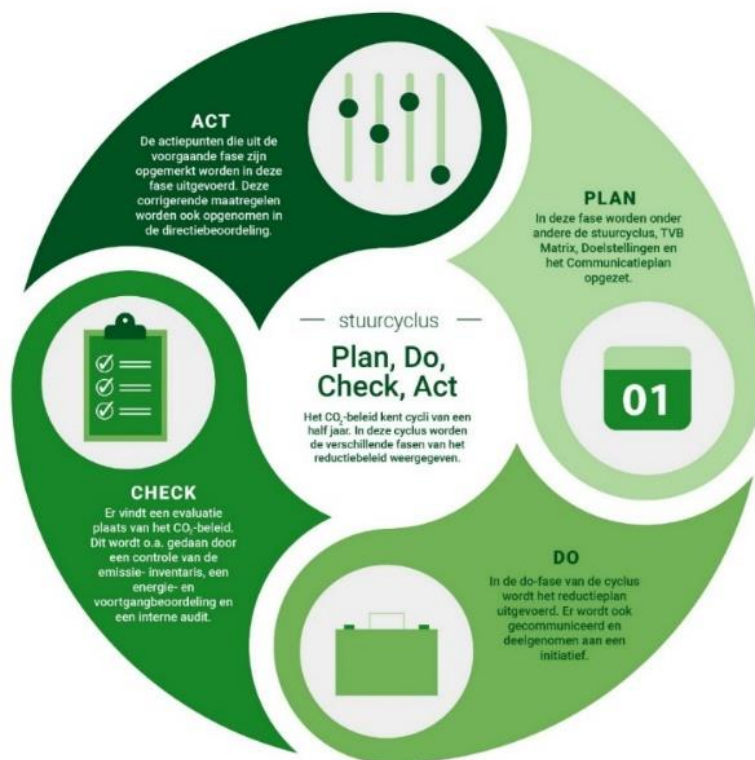 stuurcyclus
Plan, Do,
Check, Act
Het CO₂-beleid kent cycli van een
half jaar. In deze cyclus worden
de verschillende fasen van het
reductiebeleid weergegeven.
PLAN
In deze fase worden onder
andere de stuurcyclus, TVB
Matrix, Doelstellingen en
het Communicatieplan
opgezet.
01
DO
In de do-fase van de cyclus
wordt het reductieplan
uitgevoerd. Er wordt ook
gecommuniceerd en
deelgenomen aan een
initiatief.
CHECK
Er vindt een evaluatie
plaats van het CO₂-beleid.
Dit wordt o.a. gedaan door
een controle van de
emissie- inventaris, een
energie- en
voortgangbeoordeling en
een interne audit.
ACT
De actiepunten die uit de
voorgaande fase zijn
opgemerkt worden in deze
fase uitgevoerd. Deze
corrigerende maatregelen
worden ook opgenomen in
de directiebeoordeling.